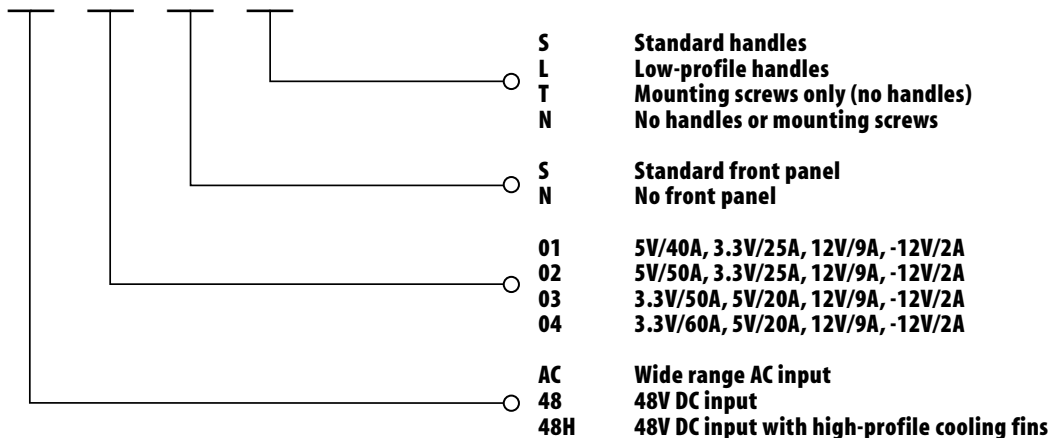 S Standard handles
L Low-profile handles
T Mounting screws only (no handles)
N No handles or mounting screws
S Standard front panel
N No front panel
01 5V/40A, 3.3V/25A, 12V/9A, -12V/2A
02 5V/50A, 3.3V/25A, 12V/9A, -12V/2A
03 3.3V/50A, 5V/20A, 12V/9A, -12V/2A
04 3.3V/60A, 5V/20A, 12V/9A, -12V/2A
AC Wide range AC input
48 48V DC input
48H 48V DC input with high-profile cooling fins